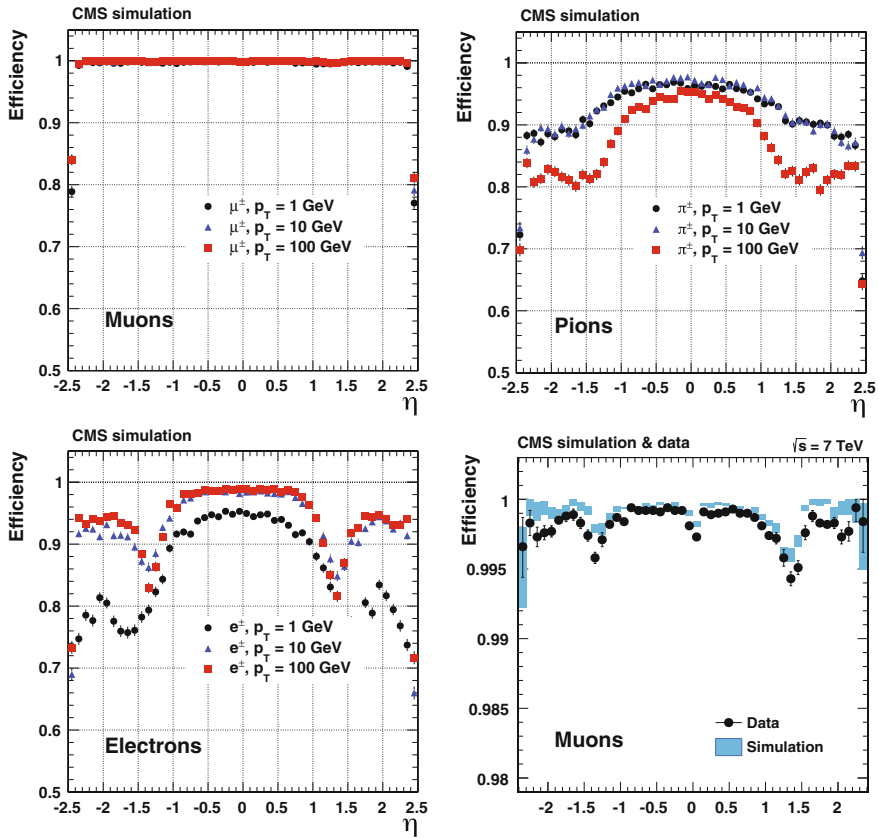 CMS simulation
Efficiency
1
0.9
0.8
0.7
0.6
0.5
μ±, pT = 1 GeV
μ±, pT = 10 GeV
μ±, pT = 100 GeV
Muons
-2.5 -2 -1.5 -1 -0.5 0 0.5 1 1.5 2 2.5
η
CMS simulation
Efficiency
1
0.9
0.8
0.7
0.6
0.5
π±, pT = 1 GeV
π±, pT = 10 GeV
π±, pT = 100 GeV
Pions
-2.5 -2 -1.5 -1 -0.5 0 0.5 1 1.5 2 2.5
η
CMS simulation
Efficiency
1
0.9
0.8
0.7
0.6
0.5
e±, pT = 1 GeV
e±, pT = 10 GeV
e±, pT = 100 GeV
Electrons
-2.5 -2 -1.5 -1 -0.5 0 0.5 1 1.5 2 2.5
η
CMS simulation & data
√s = 7 TeV
Efficiency
1
0.995
0.99
0.985
0.98
Data
Simulation
Muons
-2 -1 0 1 2
-1.5 -0.5 0.5 1.5
η